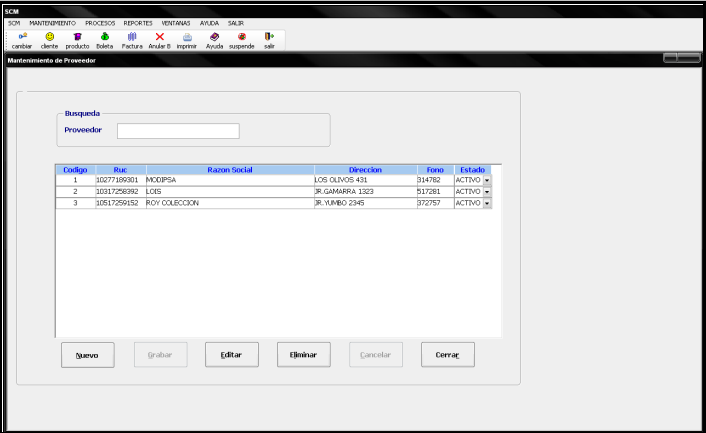 SCM
SCM MANTENIMIENTO PROCESOS REPORTES VENTANAS AYUDA SALIR
cambiar cliente producto Boleta Factura Anular B imprimir Ayuda suspende salir
Mantenimiento de Proveedor
Busqueda
Proveedor
Codigo Ruc Razon Social Direccion Fono Estado
1 10277189301 MODIPSA LOS OLIVOS 431 314782 ACTIVO
2 10317258392 LOIS JR.GAMARRA 1323 517281 ACTIVO
3 10517259152 ROY COLECCION JR.YUMBO 2345 372757 ACTIVO
Nuevo Grabar Editar Eliminar Cancelar Cerrar